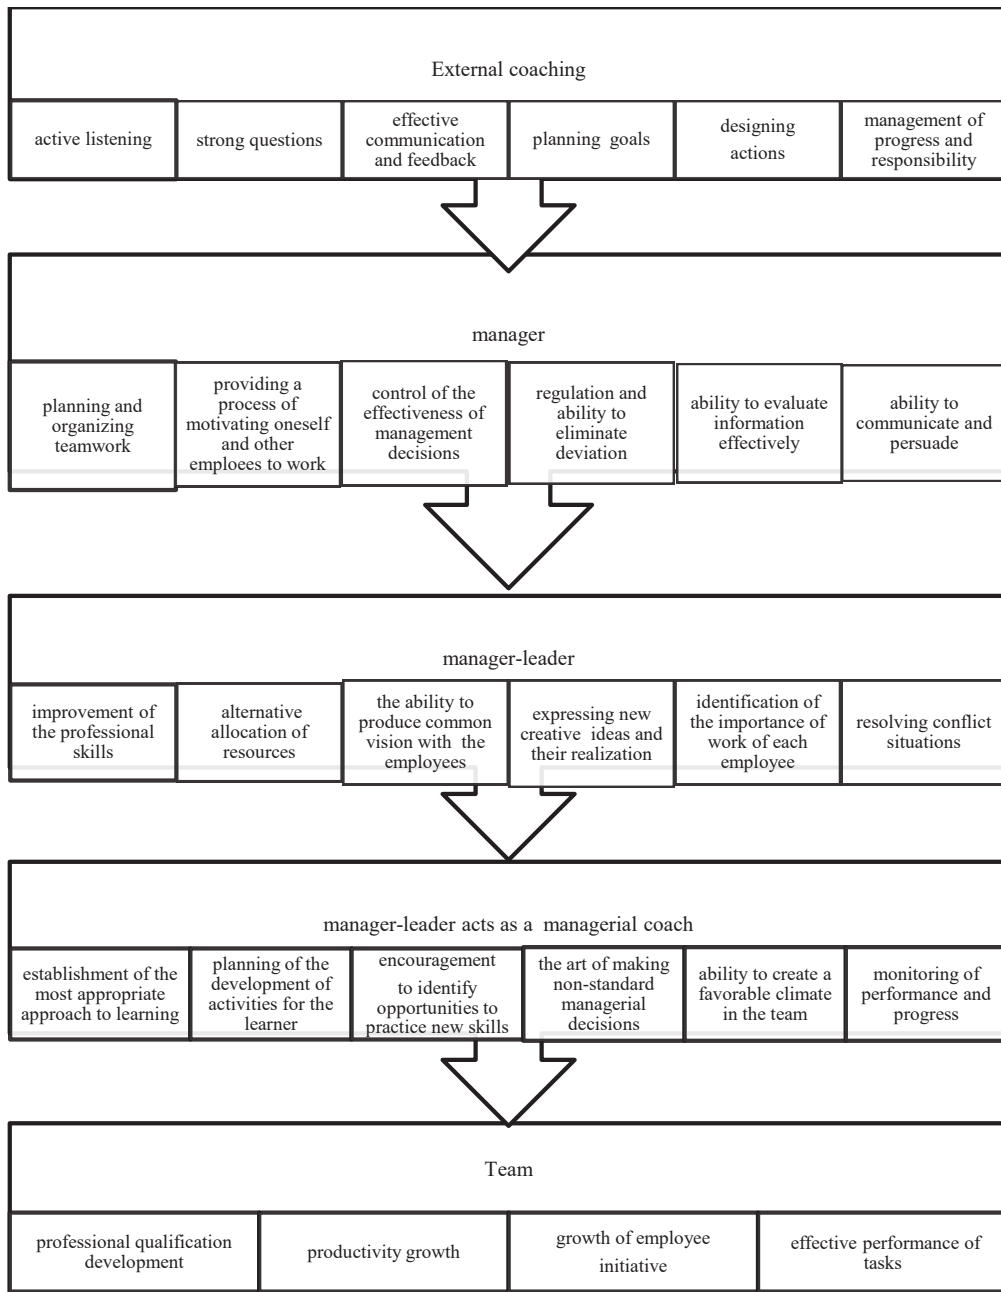 External coaching
active listening
strong questions
effective
communication
and feedback
planning goals
designing
actions
management of
progress and
responsibility
manager
planning and
organizing
teamwork
providing a
process of
motivating oneself
and other
emploees to work
control of the
effectiveness of
management
decisions
regulation and
ability to
eliminate
deviation
ability to evaluate
information
effectively
ability to
communicate and
persuade
manager-leader
improvement of
the professional
skills
alternative
allocation of
resources
the ability to
produce common
vision with the
employees
expressing new
creative ideas and
their realization
identification of
the importance of
work of each
employee
resolving conflict
situations
manager-leader acts as a managerial coach
establishment of the
most appropriate
approach to learning
planning of the
development of
activities for the
learner
encouragement
to identify
opportunities to
practice new skills
the art of making
non-standard
managerial
decisions
ability to create a
favorable climate
in the team
monitoring of
performance and
progress
Team
professional qualification
development
productivity growth
growth of employee
initiative
effective performance of
tasks